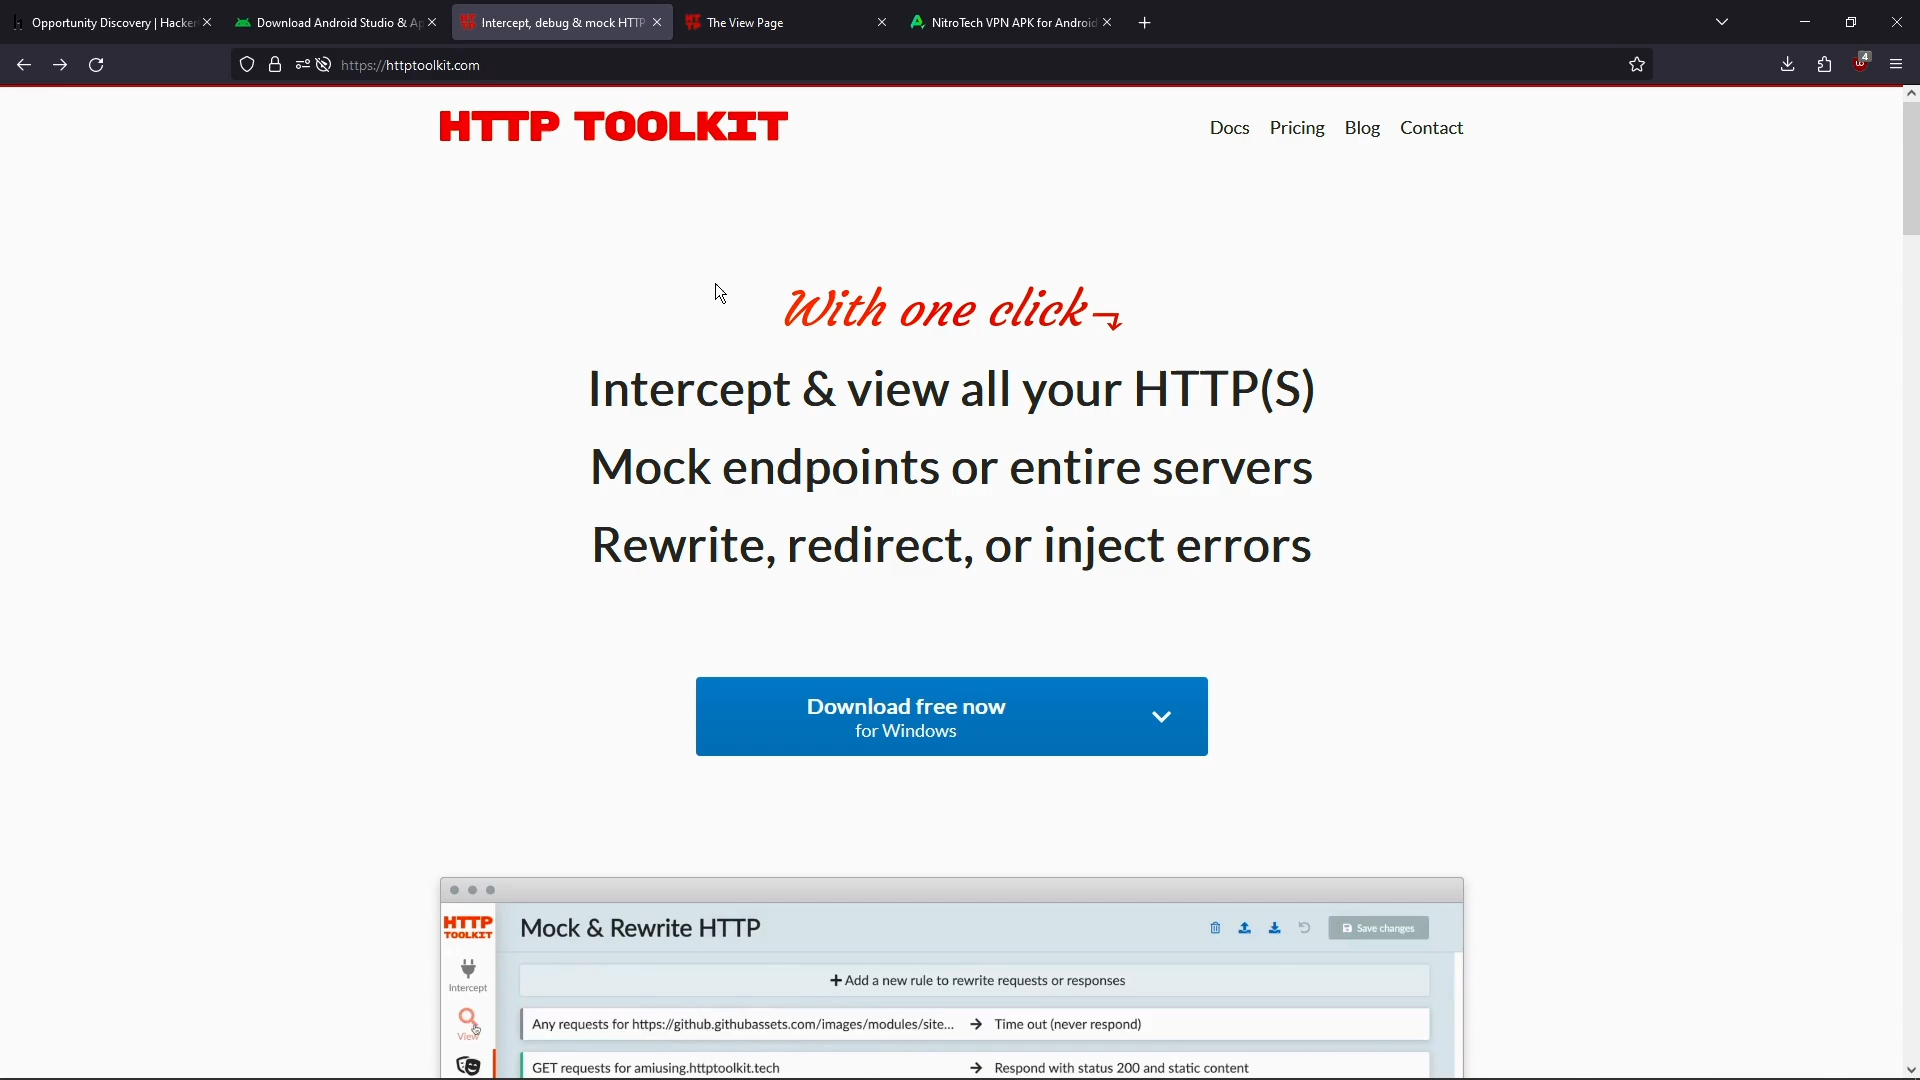 Opportunity Discovery | Hacker
Download Android Studio & Ap
Intercept, debug & mock HTTP
The View Page
NitroTech VPN APK for Android
https://httptoolkit.com
4
HTTP TOOLKIT
Docs
Pricing
Blog
Contact
With one click
Intercept & view all your HTTP(S)
Mock endpoints or entire servers
Rewrite, redirect, or inject errors
Download free now
for Windows
HTTP
TOOLKIT
Mock & Rewrite HTTP
Save changes
Intercept
View
Add a new rule to rewrite requests or responses
Any requests for https://github.githubassets.com/images/modules/site... → Time out (never respond)
GET requests for amiusing.httptoolkit.tech → Respond with status 200 and static content